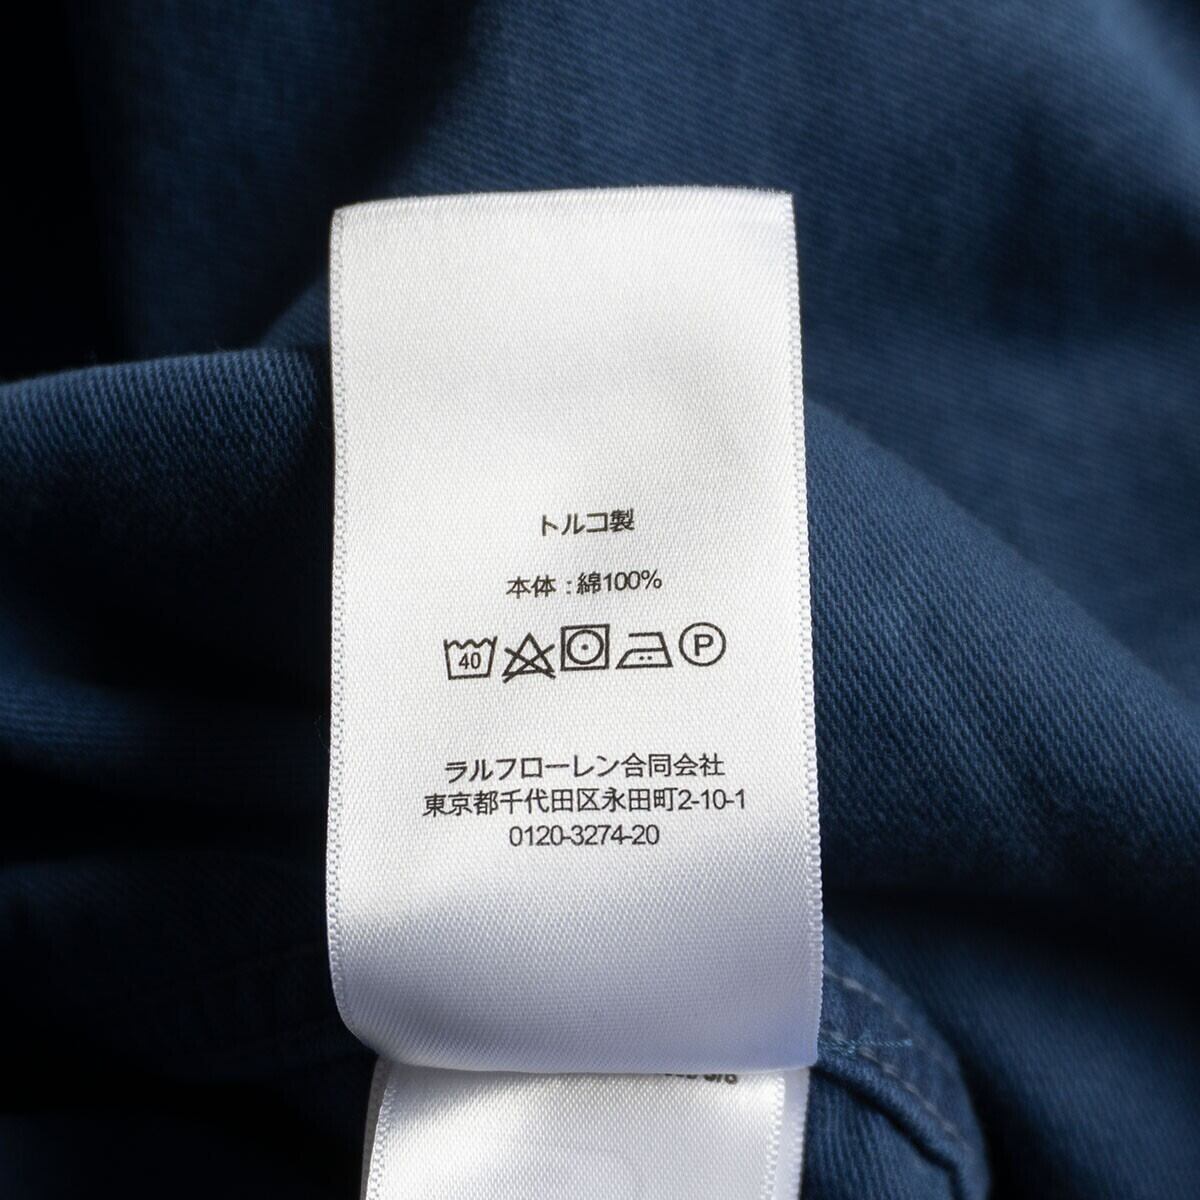 トルコ製
本体 : 綿100%
40
P
ラルフローレン合同会社
東京都千代田区永田町2-10-1
0120-3274-20